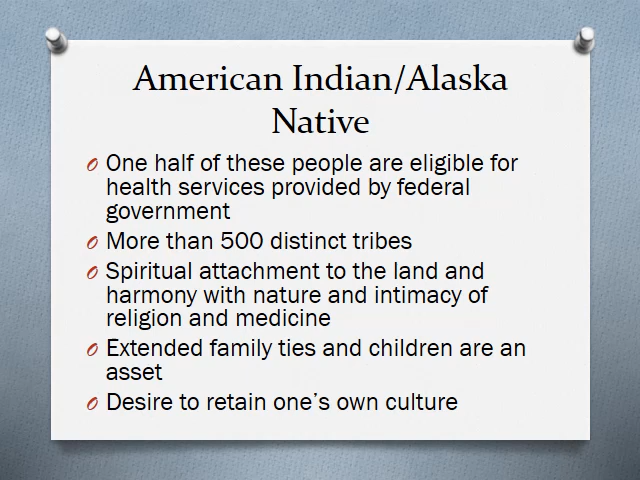 American Indian/Alaska
Native
One half of these people are eligible for
health services provided by federal
government
More than 500 distinct tribes
Spiritual attachment to the land and
harmony with nature and intimacy of
religion and medicine
Extended family ties and children are an
asset
Desire to retain one’s own culture